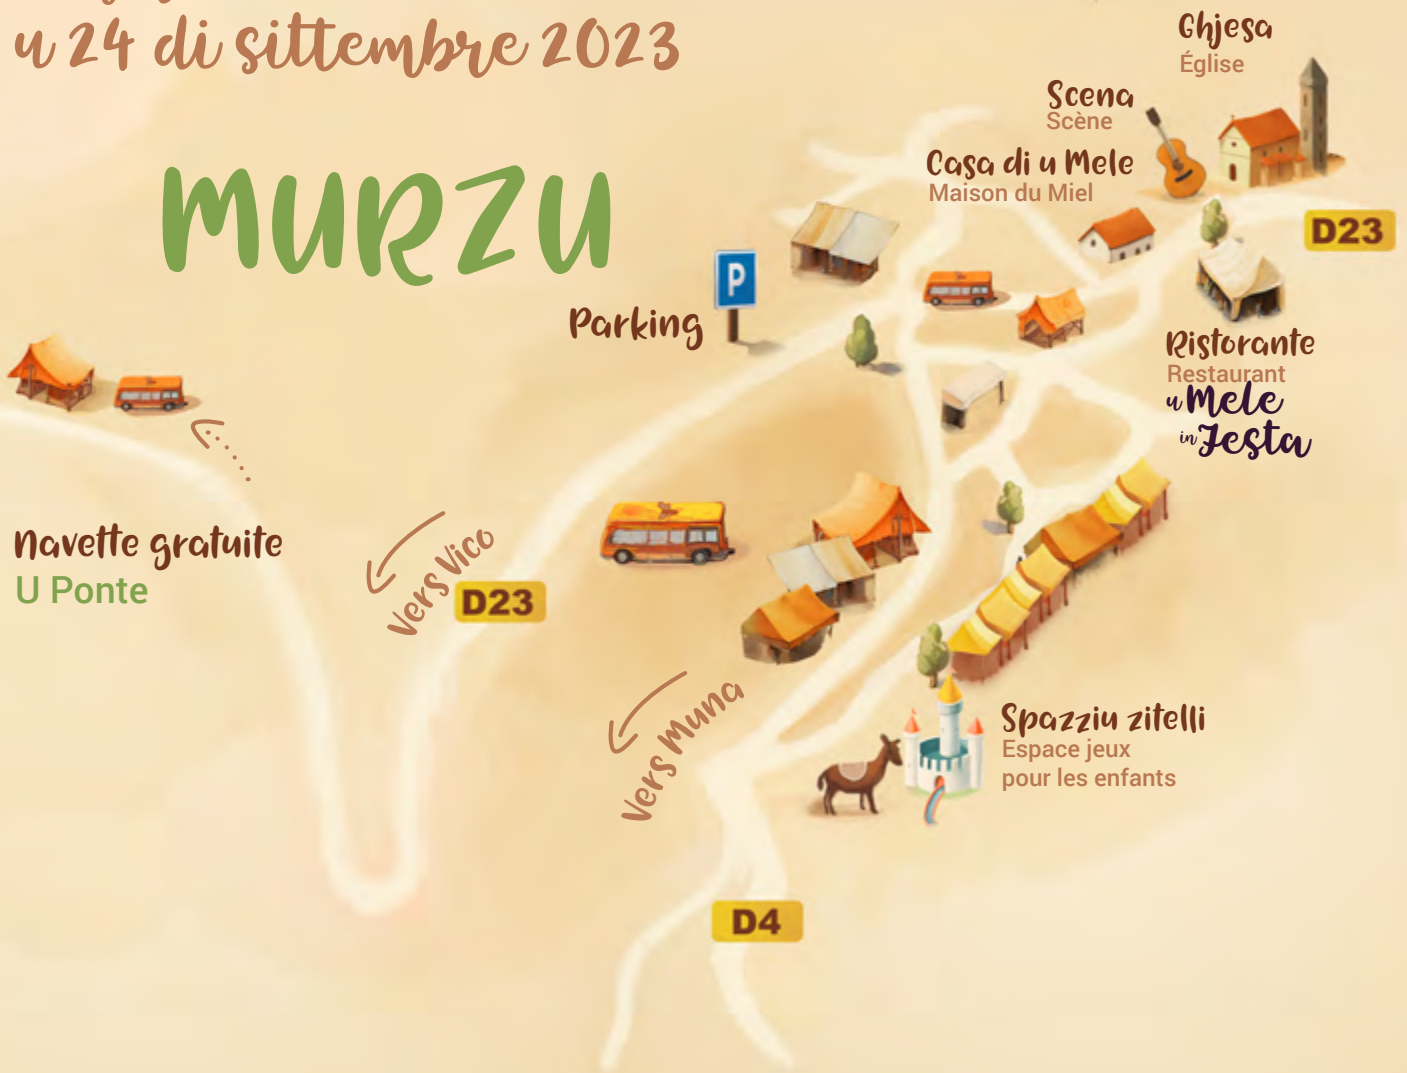 u 24 di sittembre 2023
MURZU
Ghjesa
Église
Scena
Scène
Casa di u Mele
Maison du Miel
D23
P
Parking
Ristorante
Restaurant
u Mele
in Festa
Navette gratuite
U Ponte
Vers Vico
D23
Vers Muna
Spazziu zitelli
Espace jeux
pour les enfants
D4